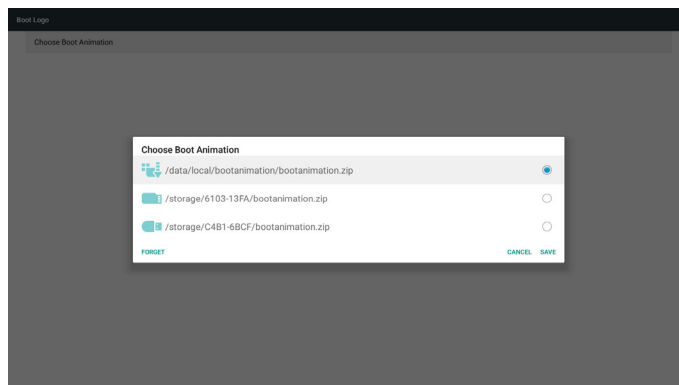 Boot Logo
Choose Boot Animation
Choose Boot Animation
/data/local/bootanimation/bootanimation.zip
/storage/6103-13FA/bootanimation.zip
/storage/C4B1-6BCF/bootanimation.zip
FORGET CANCEL SAVE